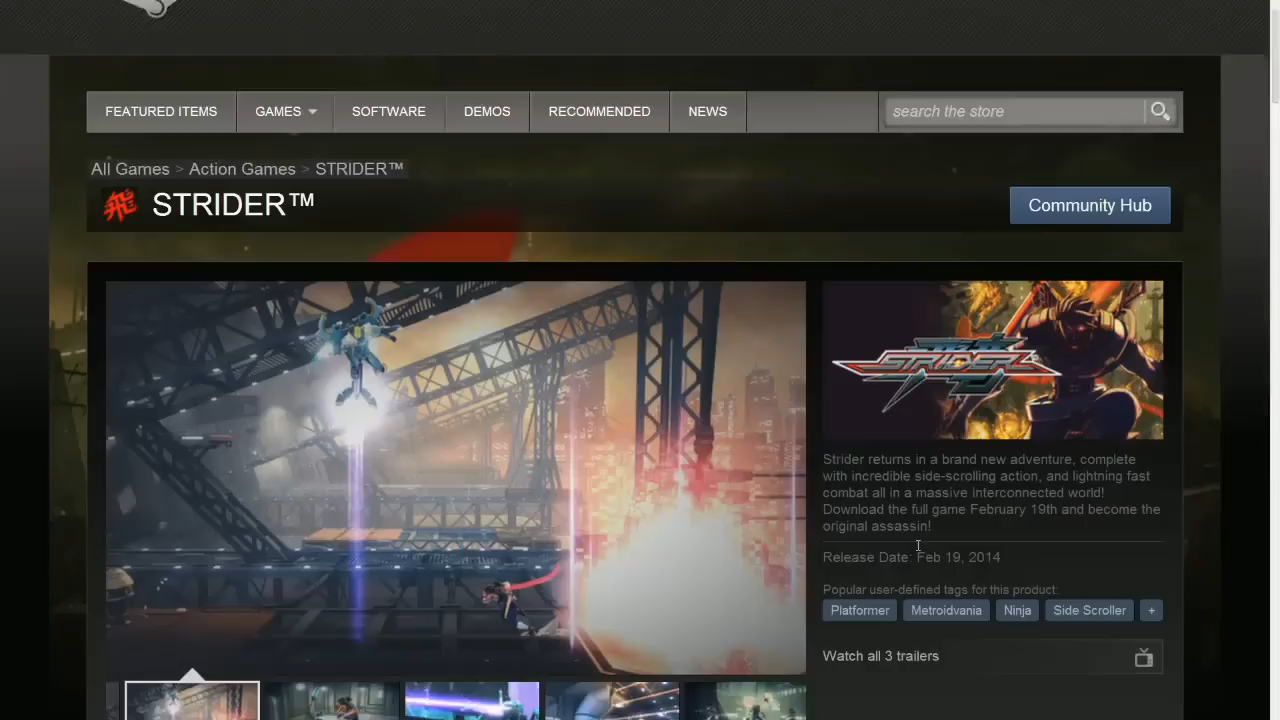 FEATURED ITEMS
GAMES
SOFTWARE
DEMOS
RECOMMENDED
NEWS
search the store
All Games > Action Games > STRIDER™
飛 STRIDER™
Community Hub
STRIDER
Strider returns in a brand new adventure, complete
with incredible side-scrolling action, and lightning fast
combat all in a massive interconnected world!
Download the full game February 19th and become the
original assassin!
Release Date: Feb 19, 2014
Popular user-defined tags for this product:
Platformer
Metroidvania
Ninja
Side Scroller
+
Watch all 3 trailers